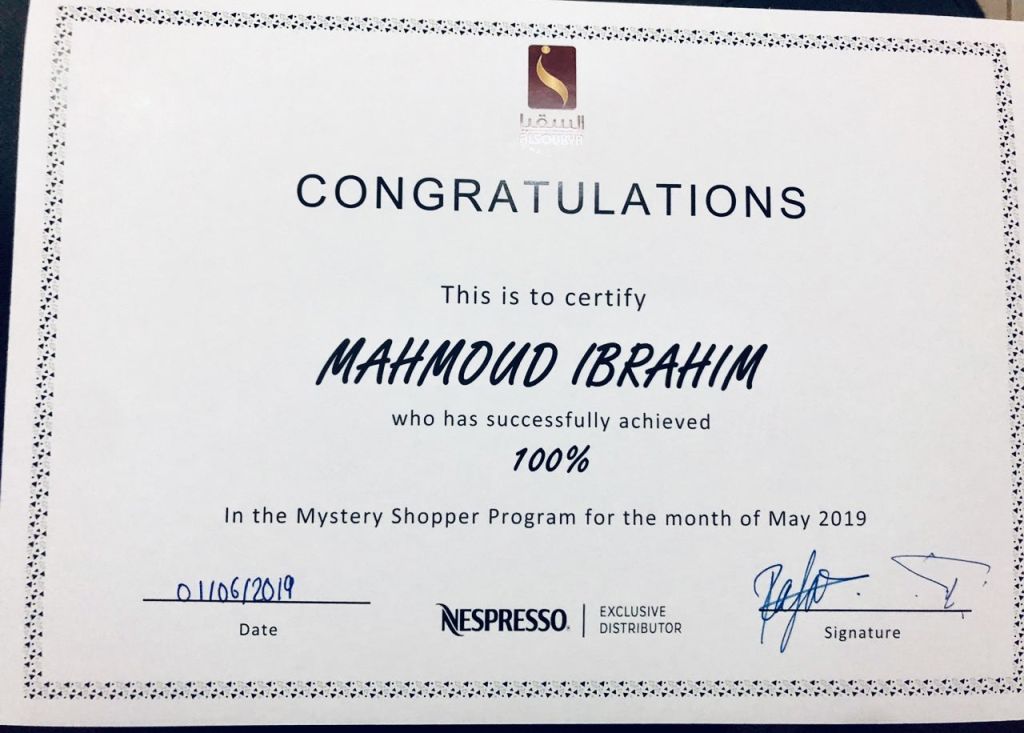 السقيا
ALSOUQYA
CONGRATULATIONS
This is to certify
MAHMOUD IBRAHIM
who has successfully achieved
100%
In the Mystery Shopper Program for the month of May 2019
01/06/2019
Date
NESPRESSO. EXCLUSIVE
DISTRIBUTOR
Signature